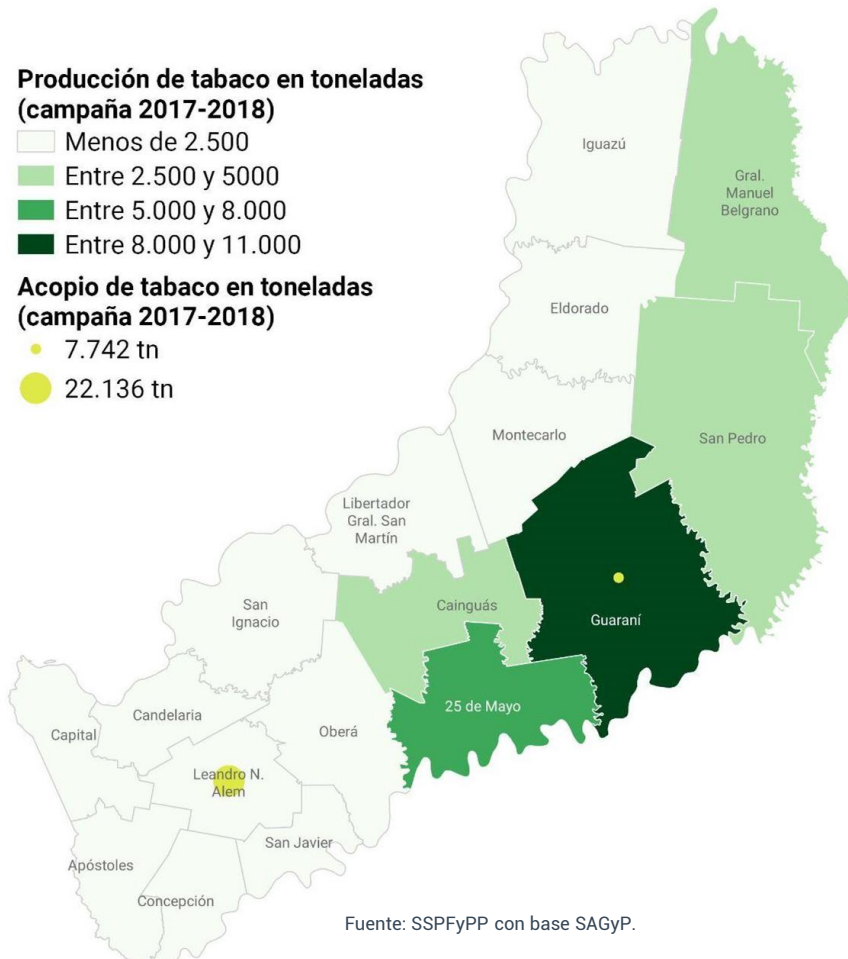 Producción de tabaco en toneladas
(campaña 2017-2018)
Menos de 2.500
Entre 2.500 y 5000
Entre 5.000 y 8.000
Entre 8.000 y 11.000
Acopio de tabaco en toneladas
(campaña 2017-2018)
7.742 tn
22.136 tn
Iguazú
Gral.
Manuel
Belgrano
Eldorado
Montecarlo
San Pedro
Libertador
Gral. San
Martín
Cainguás
Guaraní
San
Ignacio
25 de Mayo
Candelaria
Capital
Oberá
Leandro N.
Alem
San Javier
Apóstoles
Concepción
Fuente: SSPFyPP con base SAGyP.